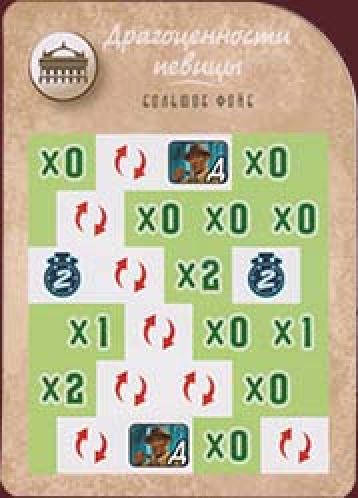 Драгоценности
певицы
БОЛЬШОЕ ФОЙЕ
x0 Д x0
x0 x0 x0
2 x2 2
x1 x0 x1
x2 x0
Д x0